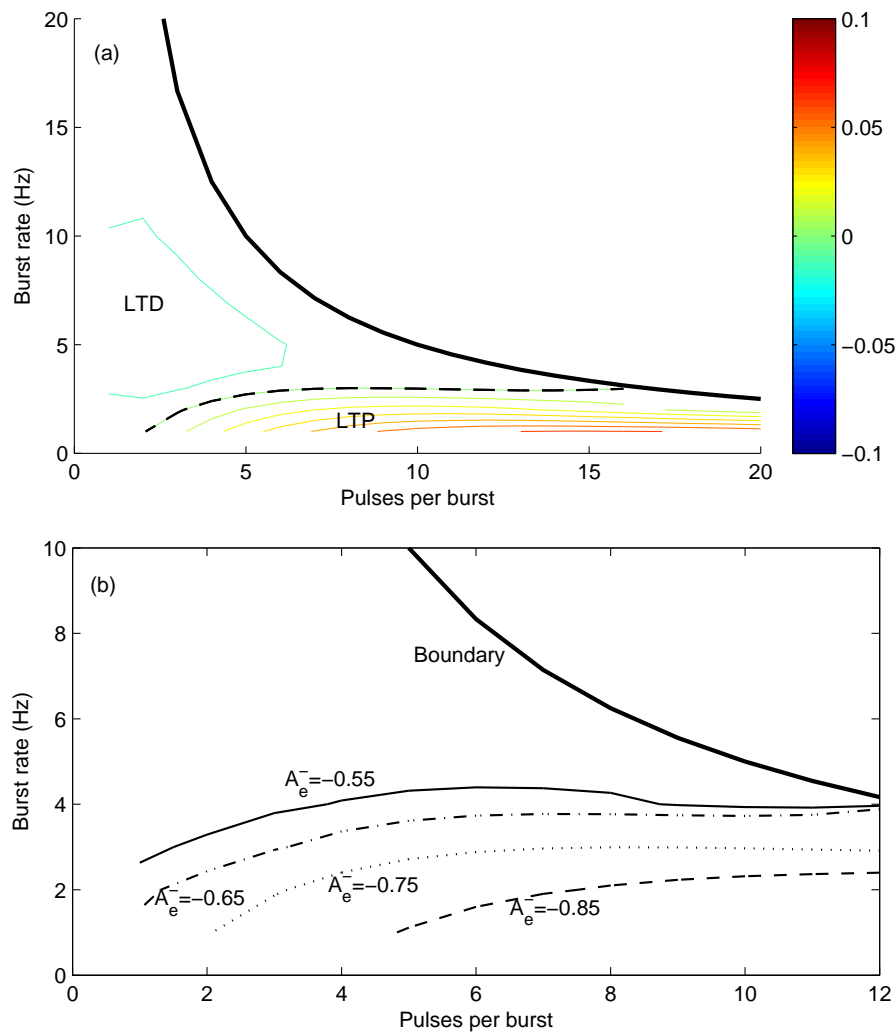 (a)
Burst rate (Hz)
20
15
10
5
0
LTD
LTP
5
10
15
20
Pulses per burst
0.1
0.05
0
−0.05
−0.1
(b)
Burst rate (Hz)
10
8
6
4
2
0
Boundary
A_e^-=−0.55
A_e^-=−0.65
A_e^-=−0.75
A_e^-=−0.85
0
2
4
6
8
10
12
Pulses per burst